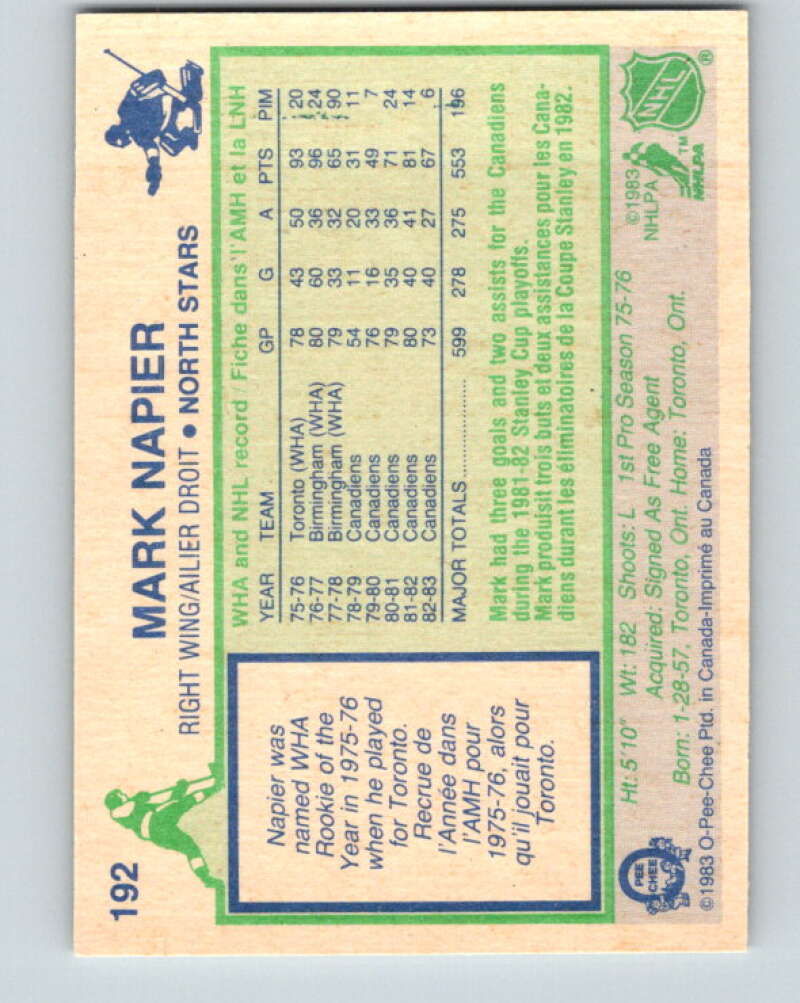 192
MARK NAPIER
RIGHT WING/AILIER DROIT • NORTH STARS
Napier was
named WHA
Rookie of the
Year in 1975-76
when he played
for Toronto.
Recrue de
l'Année dans
l'AMH pour
1975-76, alors
qu'il jouait pour
Toronto.
WHA and NHL record / Fiche dans l'AMH et la LNH
YEAR TEAM GP G A PTS PIM
75-76 Toronto (WHA) 78 43 50 93 20
76-77 Birmingham (WHA) 80 60 36 96 24
77-78 Birmingham (WHA) 79 33 32 65 90
78-79 Canadiens 54 11 20 31 11
79-80 Canadiens 76 16 33 49 7
80-81 Canadiens 79 35 36 71 24
81-82 Canadiens 80 40 41 81 14
82-83 Canadiens 73 40 27 67 6
MAJOR TOTALS .............. 599 278 275 553 196
Mark had three goals and two assists for the Canadiens
during the 1981-82 Stanley Cup playoffs.
Mark produisit trois buts et deux assistances pour les Cana-
diens durant les éliminatoires de la Coupe Stanley en 1982.
Ht: 5'10" Wt: 182 Shoots: L 1st Pro Season 75-76
Acquired: Signed As Free Agent
Born: 1-28-57, Toronto, Ont. Home: Toronto, Ont.
©1983 O-Pee-Chee Ptd. in Canada-Imprimé au Canada
O
PEE
CHEE
©1983
NHLPA
NHLPA
TM
NHL
®